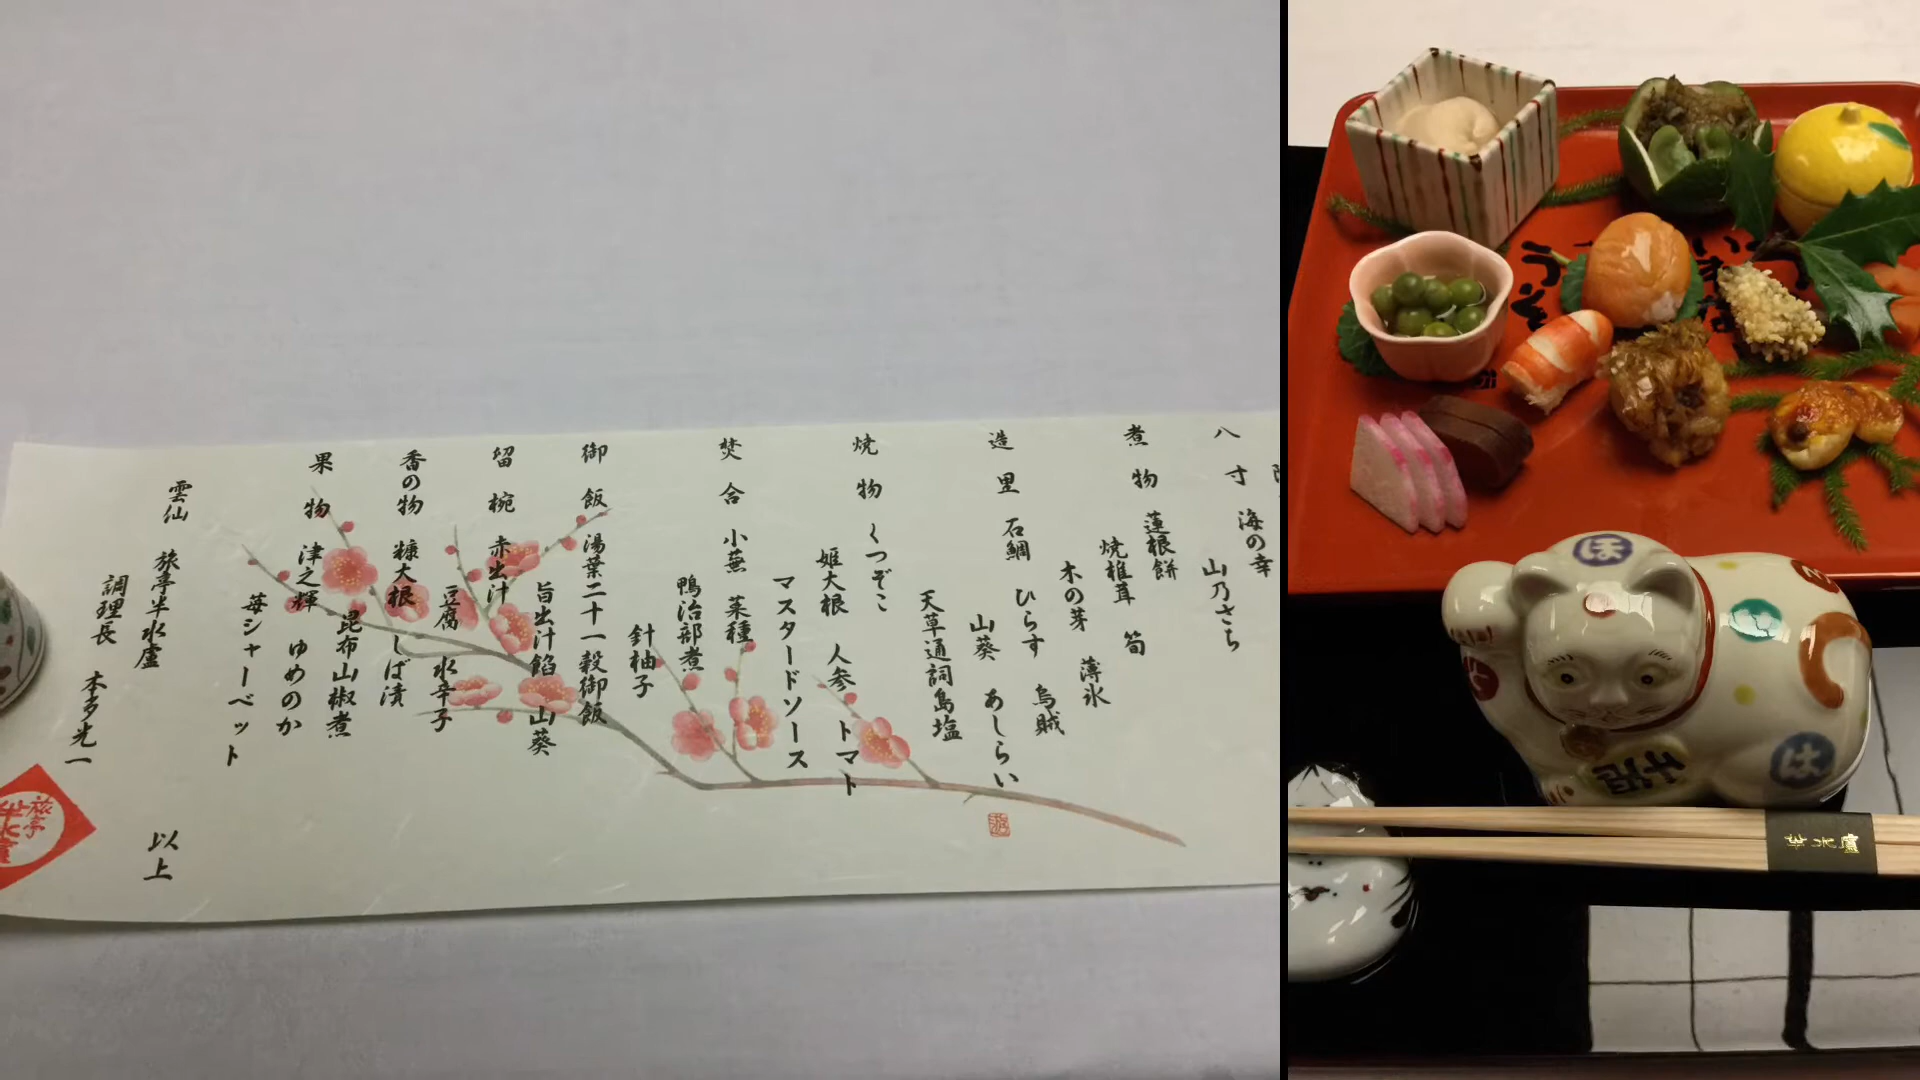 八寸 海の幸
山乃さち
煮物 蓮根餅
焼椎茸 筍
木の芽 薄氷
造里 石鯛 ひらす 烏賊
山葵 あしらい
天草通詞島塩
焼物 くつぞこ
姫大根 人参 トマト
マスタードソース
焚合 小蕪 菜種
鴨治部煮
針柚子
御飯 湯葉二十一穀御飯
旨出汁餡 山葵
留椀 赤出汁
豆腐 水辛子
香の物 糠大根 しば漬
昆布山椒煮
果物 津之輝 ゆめのか
苺シャーベット
雲仙 旅亭半水盧
調理長 本多光一
以上
旅亭
半水盧
ほ
は